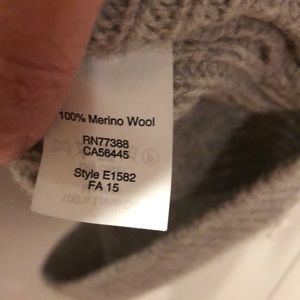 100% Merino Wool
RN77388
CA56445
Style E1582
FA 15